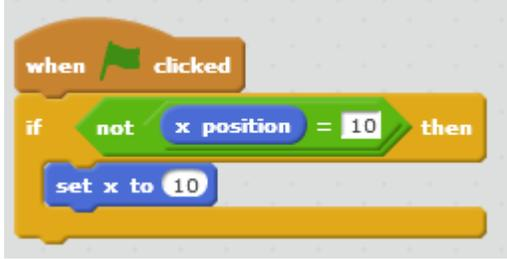 when clicked
if not x position = 10 then
set x to 10